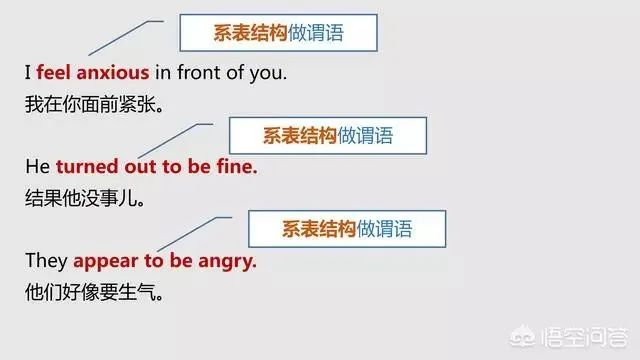 系表结构做谓语
I feel anxious in front of you.
我在你面前紧张。
系表结构做谓语
He turned out to be fine.
结果他没事儿。
系表结构做谓语
They appear to be angry.
他们好像要生气。
悟空问答